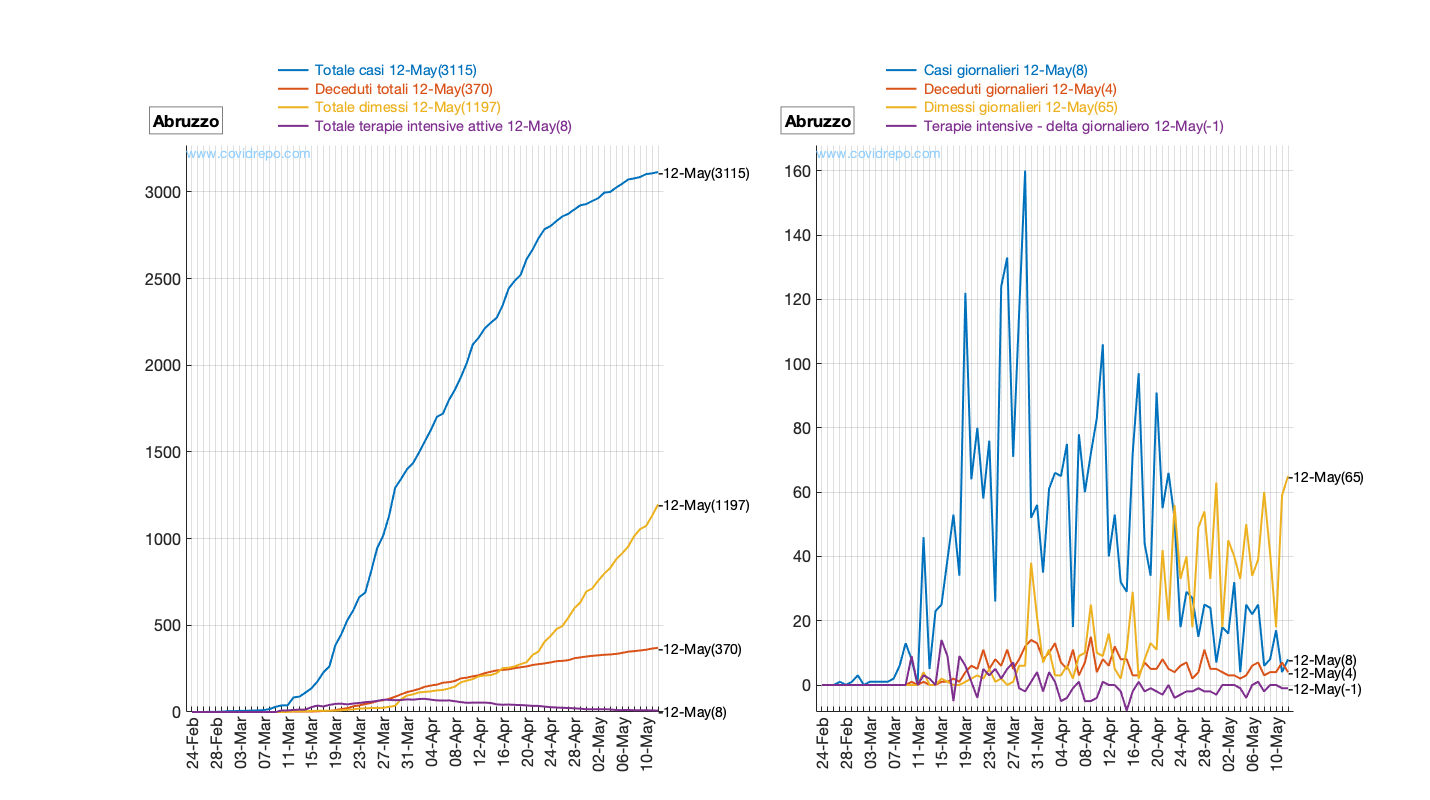 Totale casi 12-May(3115)
Deceduti totali 12-May(370)
Totale dimessi 12-May(1197)
Totale terapie intensive attive 12-May(8)
Abruzzo
www.covidrepo.com
3000
2500
2000
1500
1000
500
0
12-May(3115)
12-May(1197)
12-May(370)
12-May(8)
24-Feb
28-Feb
03-Mar
07-Mar
11-Mar
15-Mar
19-Mar
23-Mar
27-Mar
31-Mar
04-Apr
08-Apr
12-Apr
16-Apr
20-Apr
24-Apr
28-Apr
02-May
06-May
10-May
Casi giornalieri 12-May(8)
Deceduti giornalieri 12-May(4)
Dimessi giornalieri 12-May(65)
Terapie intensive - delta giornaliero 12-May(-1)
Abruzzo
www.covidrepo.com
160
140
120
100
80
60
40
20
0
12-May(65)
12-May(8)
12-May(4)
12-May(-1)
24-Feb
28-Feb
03-Mar
07-Mar
11-Mar
15-Mar
19-Mar
23-Mar
27-Mar
31-Mar
04-Apr
08-Apr
12-Apr
16-Apr
20-Apr
24-Apr
28-Apr
02-May
06-May
10-May